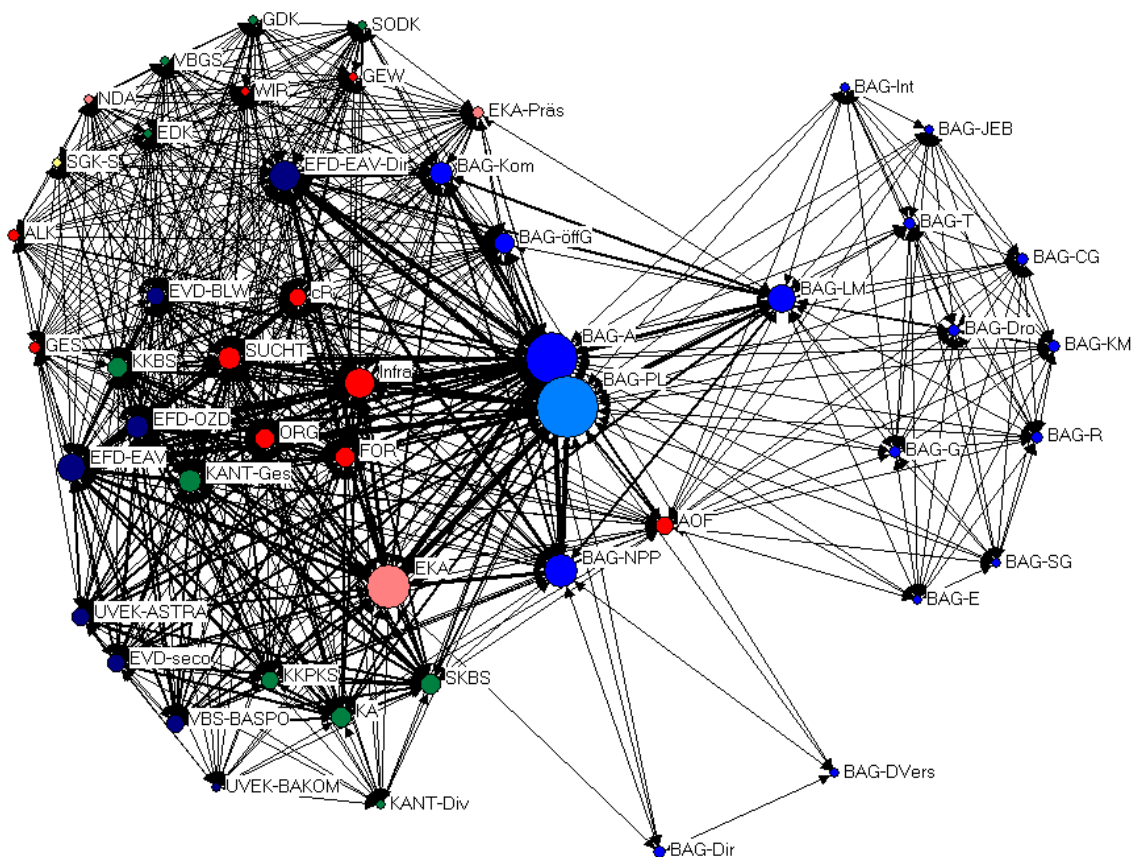 GDK
SODK
VBGS
GEW
WIR
BAG-Int
NDA
EKA-Präs
BAG-JEB
EDK
SGK-S
EFD-EAV-Dir
BAG-Kom
BAG-T
ALK
BAG-öffG
BAG-CG
EVD-BLW
cR
BAG-LM
BAG-Dro
GES
KKBS
SUCHT
BAG-A
BAG-KM
Infra
BAG-PL
EFD-OZD
ORG
FOR
BAG-R
EFD-EAV
KANT-Ges
AOF
EKA
BAG-NPP
BAG-SG
BAG-E
UVEK-ASTRA
EVD-seco
KKPKS
SKBS
VBS-BASPO
KA
UVEK-BAKOM
KANT-Div
BAG-DVers
BAG-Dir